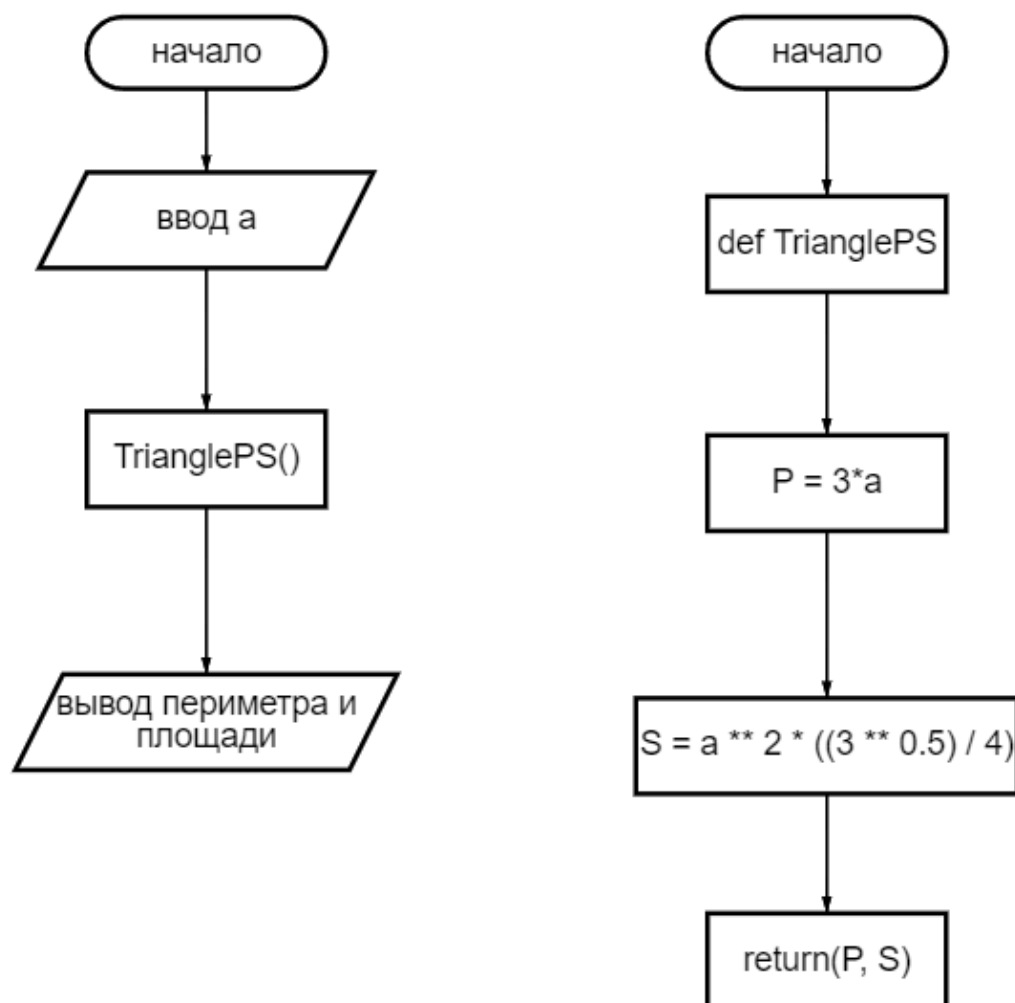 начало
ввод а
TrianglePS()
вывод периметра и
площади
начало
def TrianglePS
P = 3*a
S = a ** 2 * ((3 ** 0.5) / 4)
return(P, S)